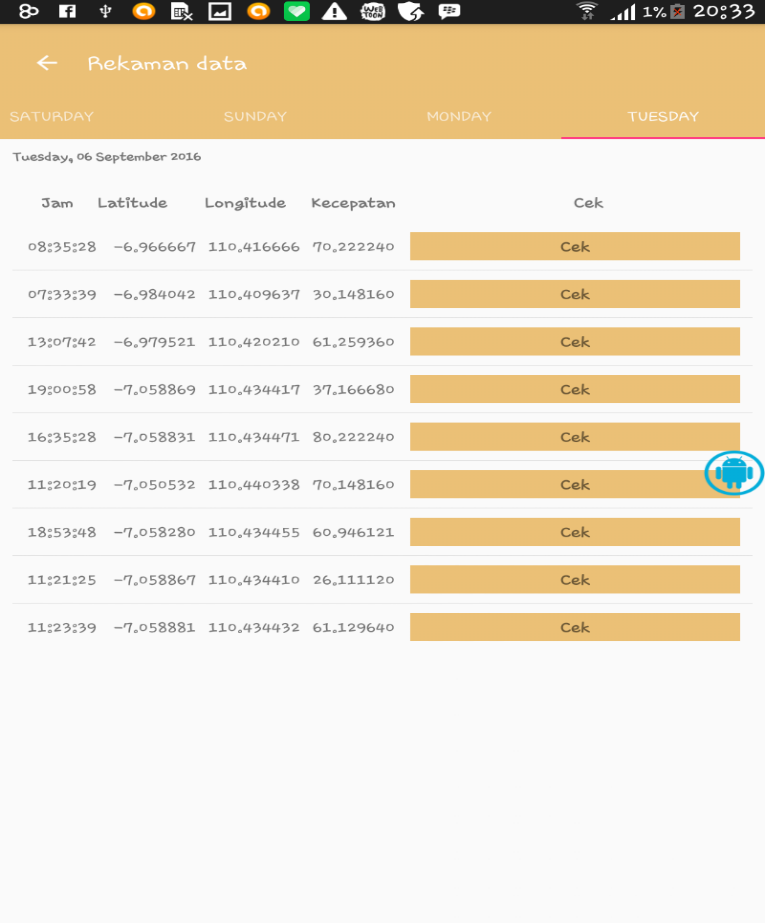 1% 20:33
Rekaman data
SATURDAY SUNDAY MONDAY TUESDAY
Tuesday, 06 September 2016
Jam Latitude Longitude Kecepatan Cek
08:35:28 -6.966667 110.416666 70.222240 Cek
07:33:39 -6.984042 110.409637 30.148160 Cek
13:07:42 -6.979521 110.420210 61.259360 Cek
19:00:58 -7.058869 110.434417 37.166680 Cek
16:35:28 -7.058831 110.434471 80.222240 Cek
11:20:19 -7.050532 110.440338 70.148160 Cek
18:53:48 -7.058280 110.434455 60.946121 Cek
11:21:25 -7.058867 110.434410 26.111120 Cek
11:23:39 -7.058881 110.434432 61.129640 Cek